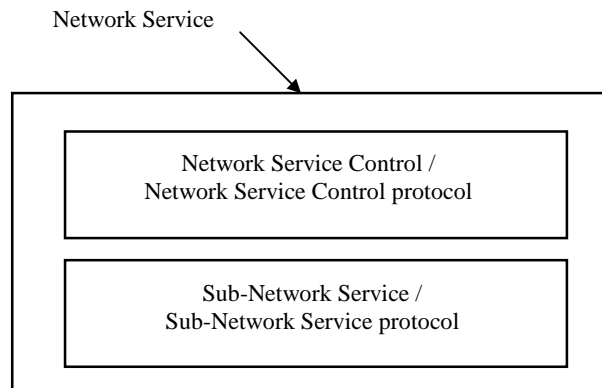 Network Service
Network Service Control /
Network Service Control protocol
Sub-Network Service /
Sub-Network Service protocol